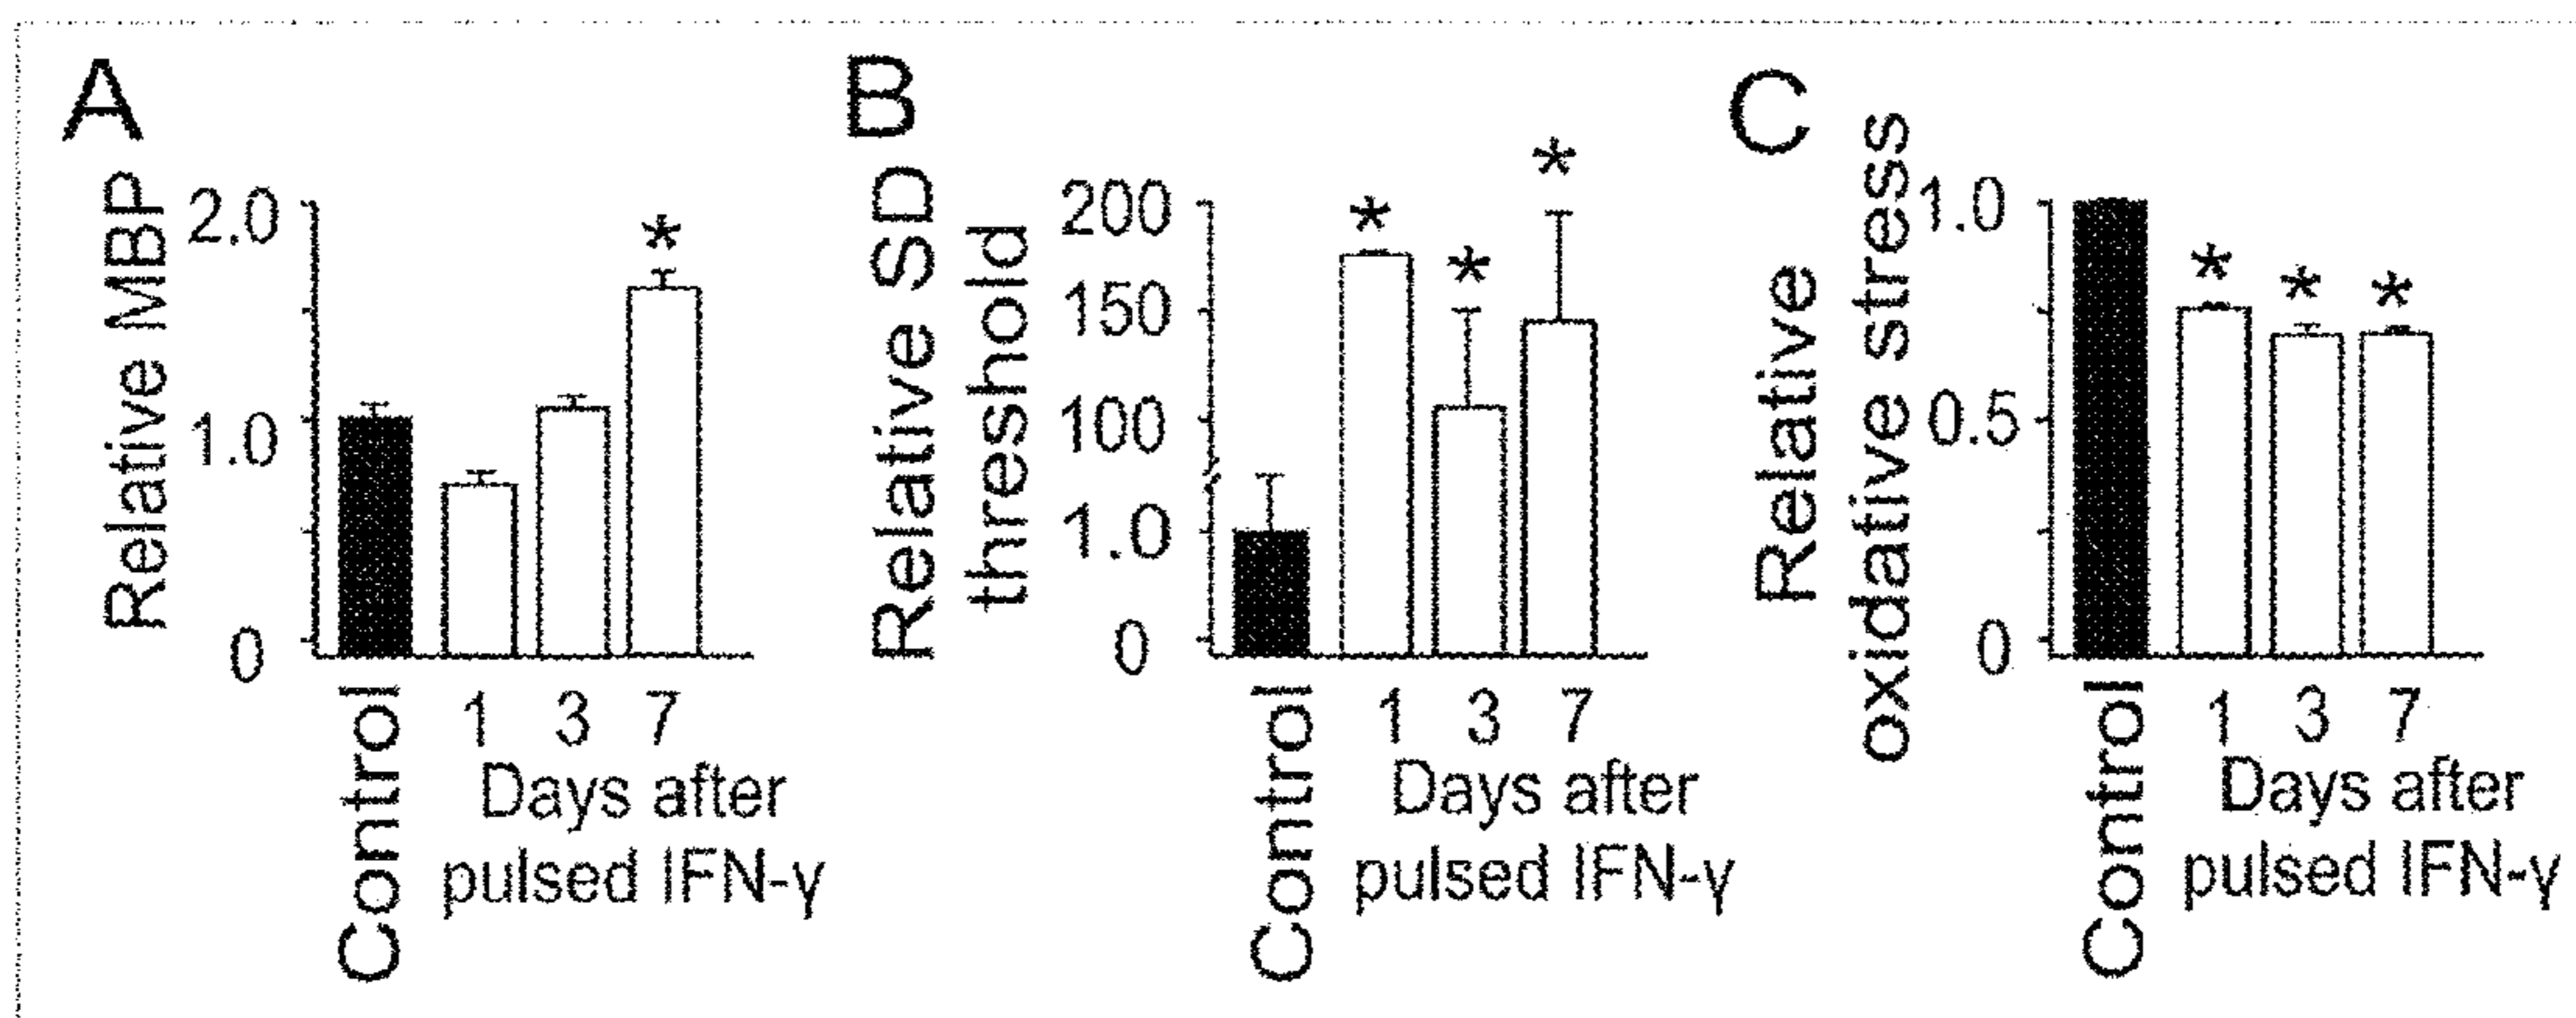 A
Relative MBP
2.0
1.0
0
*
Control
1 3 7
Days after
pulsed IFN-γ
B
Relative SD
threshold
200
150
100
1.0
0
* * *
Control
1 3 7
Days after
pulsed IFN-γ
C
Relative
oxidative stress
1.0
0.5
0
* * *
Control
1 3 7
Days after
pulsed IFN-γ